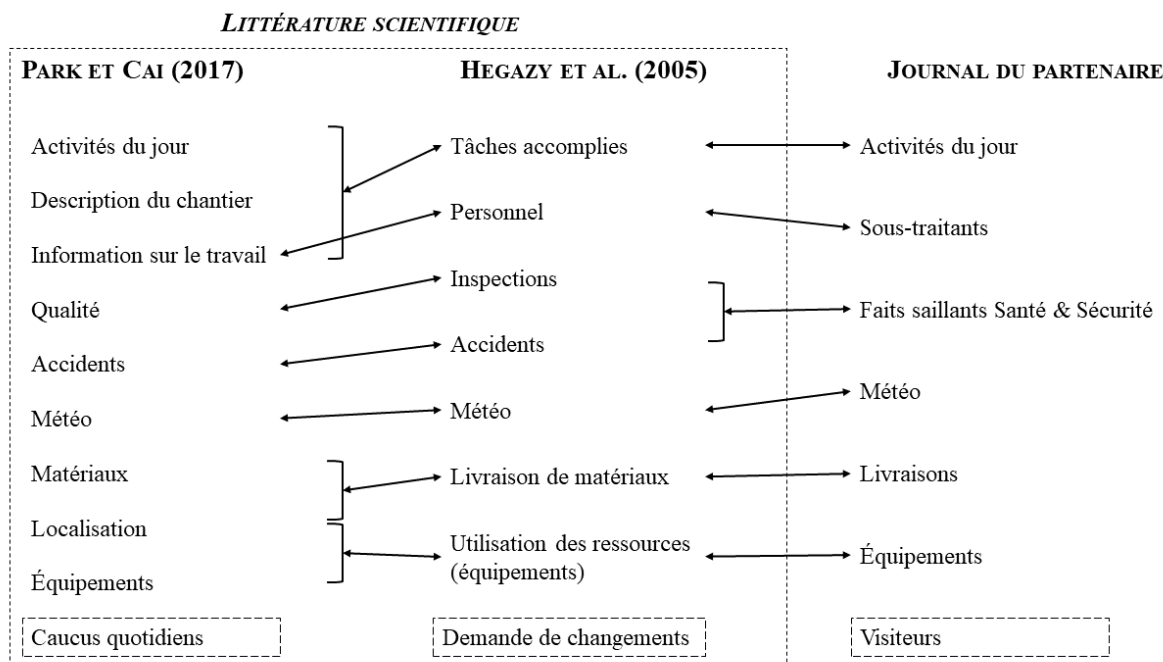 LITTÉRATURE SCIENTIFIQUE
PARK ET CAI (2017)
HEGAZY ET AL. (2005)
JOURNAL DU PARTENAIRE
Activités du jour
Description du chantier
Information sur le travail
Qualité
Accidents
Météo
Matériaux
Localisation
Équipements
Caucus quotidiens
Tâches accomplies
Personnel
Inspections
Accidents
Météo
Livraison de matériaux
Utilisation des ressources
(équipements)
Demande de changements
Activités du jour
Sous-traitants
Faits saillants Santé & Sécurité
Météo
Livraisons
Équipements
Visiteurs